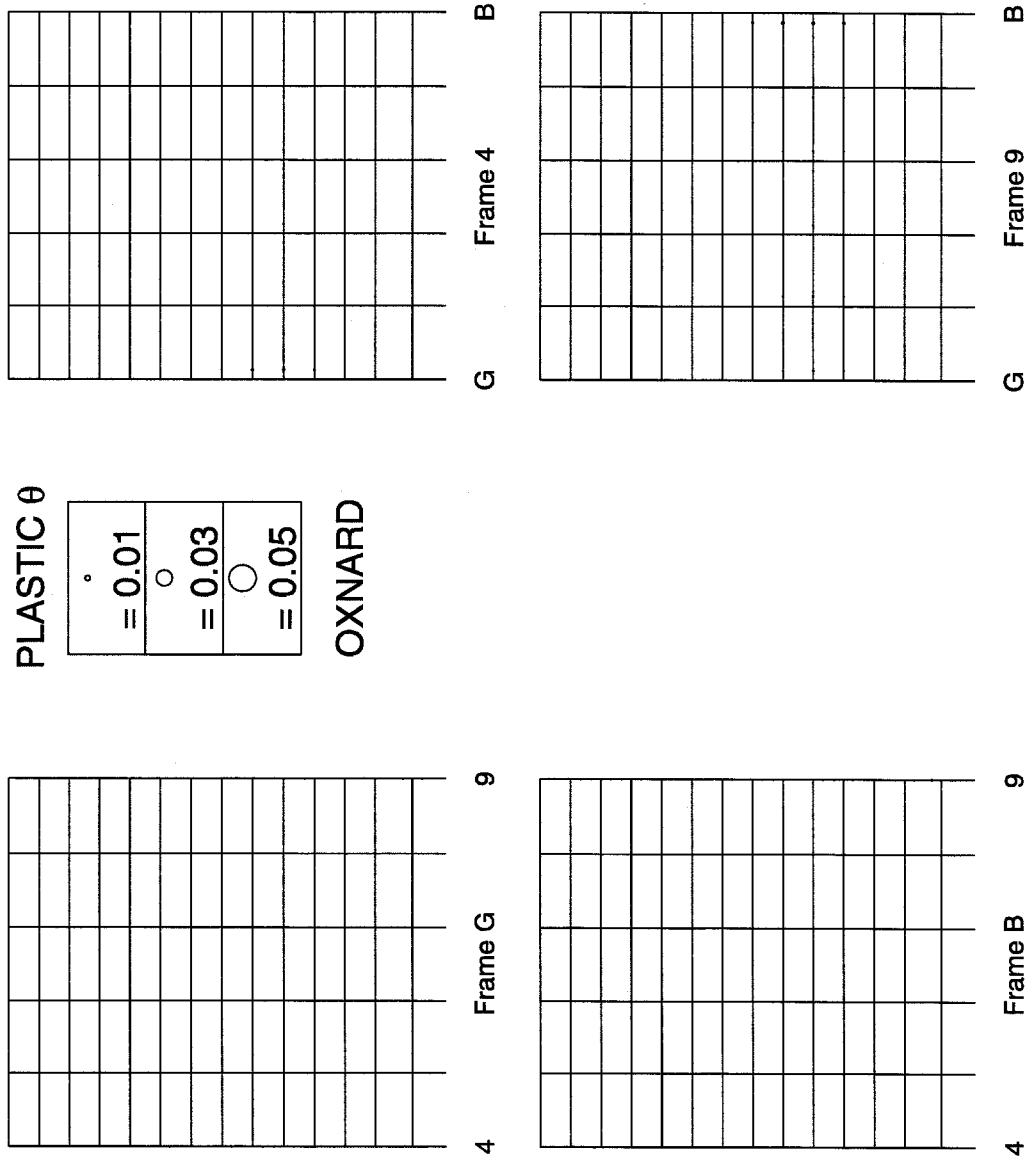 PLASTIC θ
= 0.01
= 0.03
= 0.05
OXNARD
4 Frame G 9
G Frame 4 B
4 Frame B 9
G Frame 9 B